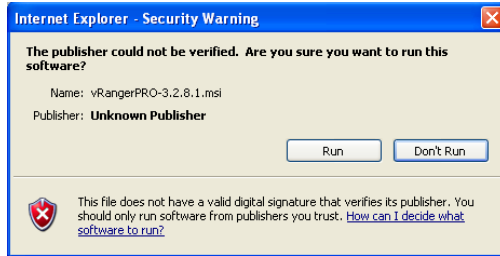 Internet Explorer - Security Warning
The publisher could not be verified.  Are you sure you want to run this
software?
Name: vRangerPRO-3.2.8.1.msi
Publisher: Unknown Publisher
Run Don't Run
This file does not have a valid digital signature that verifies its publisher. You
should only run software from publishers you trust. How can I decide what
software to run?